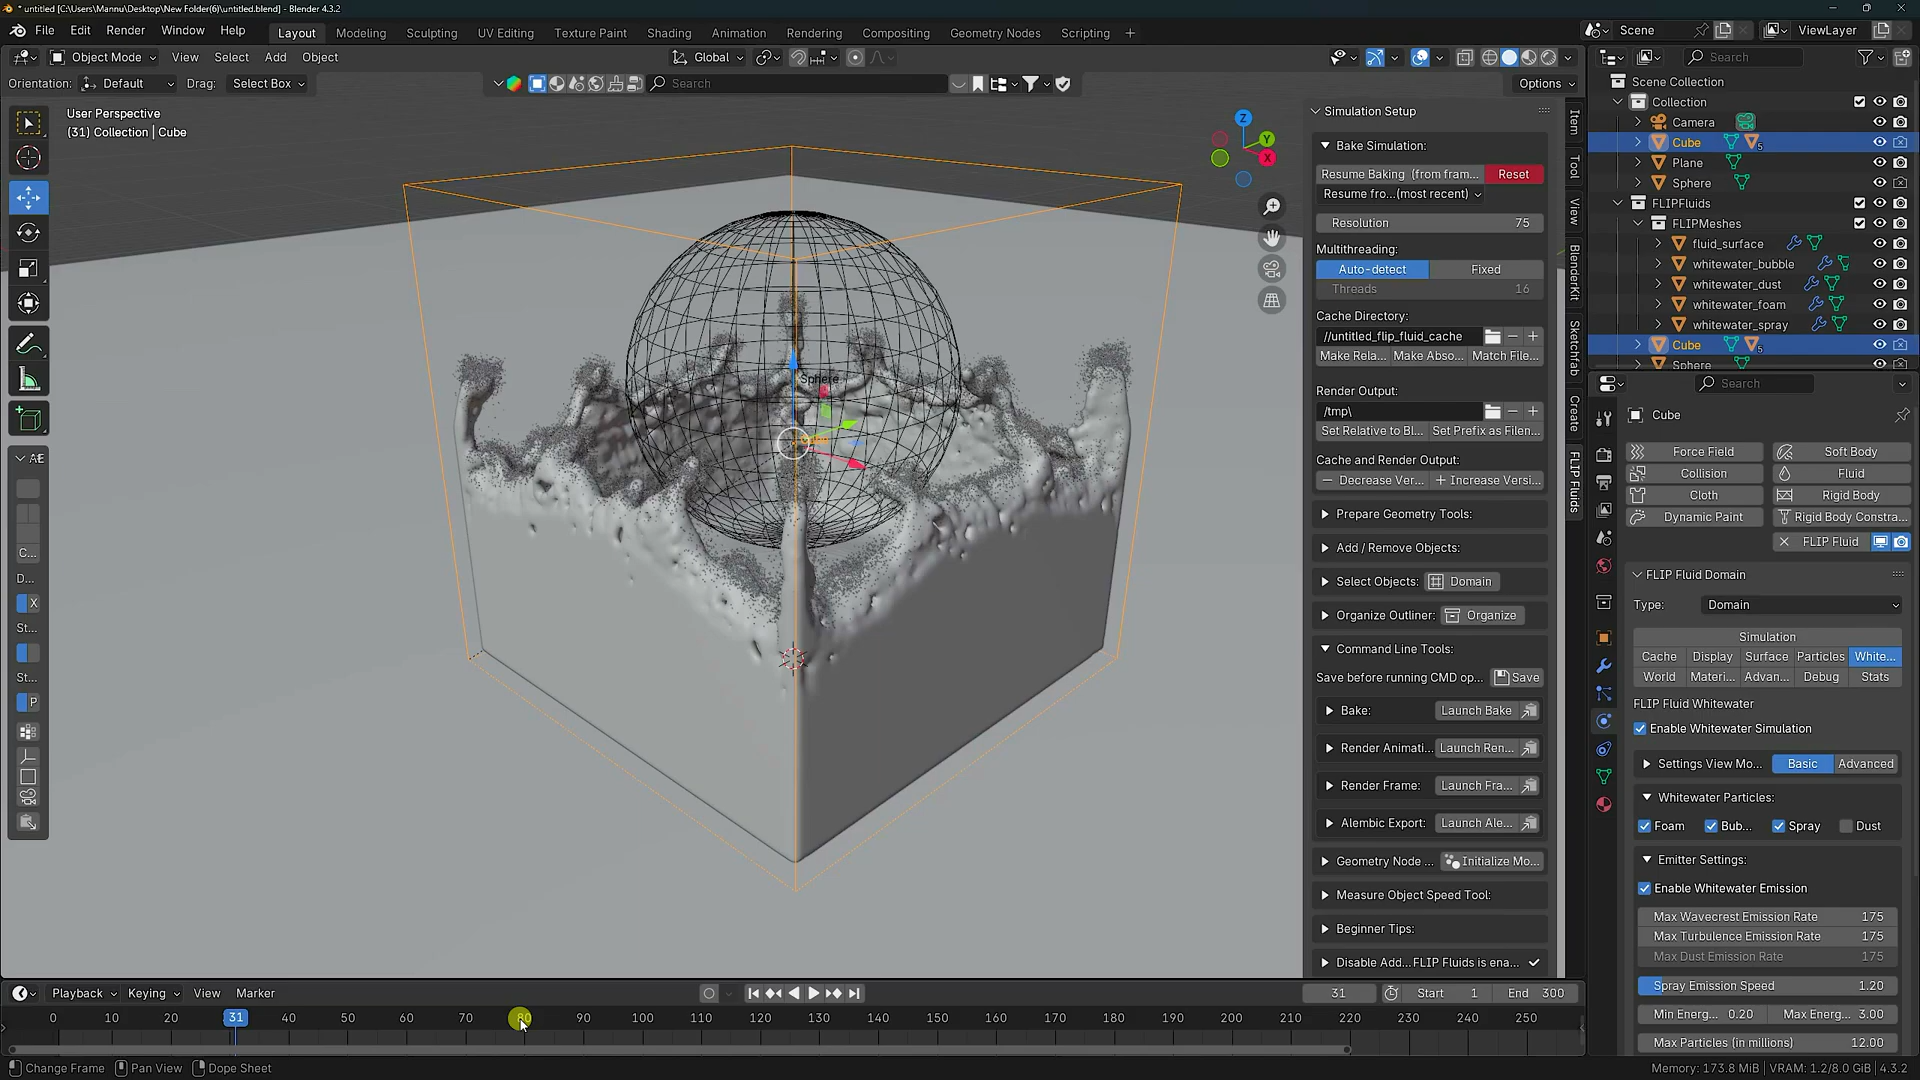 * untitled [C:\Users\Mannu\Desktop\New Folder(6)\untitled.blend] - Blender 4.3.2
File Edit Render Window Help
Layout Modeling Sculpting UV Editing Texture Paint Shading Animation Rendering Compositing Geometry Nodes Scripting +
Scene ViewLayer
Object Mode View Select Add Object
Global
Search
Orientation: Default Drag: Select Box
Search
Options
User Perspective
(31) Collection | Cube
Z
Y
X
Sphere
AE
C...
D...
X
St...
St...
P
Simulation Setup
Bake Simulation:
Resume Baking (from fram... Reset
Resume fro...(most recent)
Resolution 75
Multithreading:
Auto-detect Fixed
Threads 16
Cache Directory:
//untitled_flip_fluid_cache
Make Rela... Make Abso... Match File...
Render Output:
/tmp\
Set Relative to Bl... Set Prefix as Filen...
Cache and Render Output:
Decrease Ver... Increase Versi...
Prepare Geometry Tools:
Add / Remove Objects:
Select Objects: Domain
Organize Outliner: Organize
Command Line Tools:
Save before running CMD op... Save
Bake: Launch Bake
Render Animati... Launch Ren...
Render Frame: Launch Fra...
Alembic Export: Launch Ale...
Geometry Node ... Initialize Mo...
Measure Object Speed Tool:
Beginner Tips:
Disable Add...FLIP Fluids is ena...
Item
Tool
View
BlenderKit
Sketchfab
Create
FLIP Fluids
Scene Collection
Collection
Camera
Cube 5
Plane
Sphere
FLIPFluids
FLIPMeshes
fluid_surface
whitewater_bubble
whitewater_dust
whitewater_foam
whitewater_spray
Cube 5
Sphere
Search
Cube
Force Field Soft Body
Collision Fluid
Cloth Rigid Body
Dynamic Paint Rigid Body Constra...
FLIP Fluid
FLIP Fluid Domain
Type: Domain
Simulation
Cache Display Surface Particles White...
World Materi... Advan... Debug Stats
FLIP Fluid Whitewater
Enable Whitewater Simulation
Settings View Mo... Basic Advanced
Whitewater Particles:
Foam Bub... Spray Dust
Emitter Settings:
Enable Whitewater Emission
Max Wavecrest Emission Rate 175
Max Turbulence Emission Rate 175
Max Dust Emission Rate 175
Spray Emission Speed 1.20
Min Energ... 0.20 Max Energ... 3.00
Max Particles (in millions) 12.00
Playback Keying View Marker
31 Start 1 End 300
0 10 20 31 40 50 60 70 80 90 100 110 120 130 140 150 160 170 180 190 200 210 220 230 240 250
Change Frame Pan View Dope Sheet
Memory: 173.8 MiB | VRAM: 1.2/8.0 GiB | 4.3.2